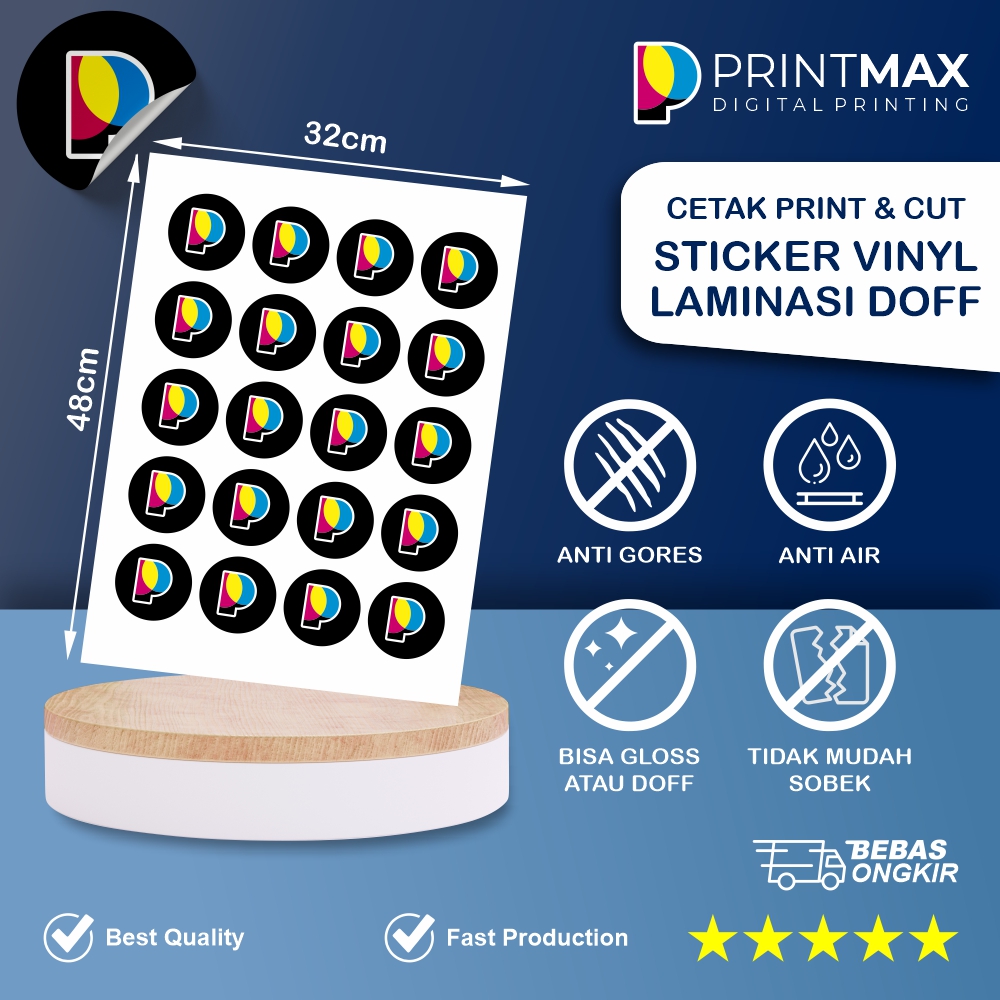 PRINTMAX
DIGITAL PRINTING
32cm
48cm
CETAK PRINT & CUT
STICKER VINYL
LAMINASI DOFF
ANTI GORES
ANTI AIR
BISA GLOSS
ATAU DOFF
TIDAK MUDAH
SOBEK
BEBAS
ONGKIR
Best Quality
Fast Production